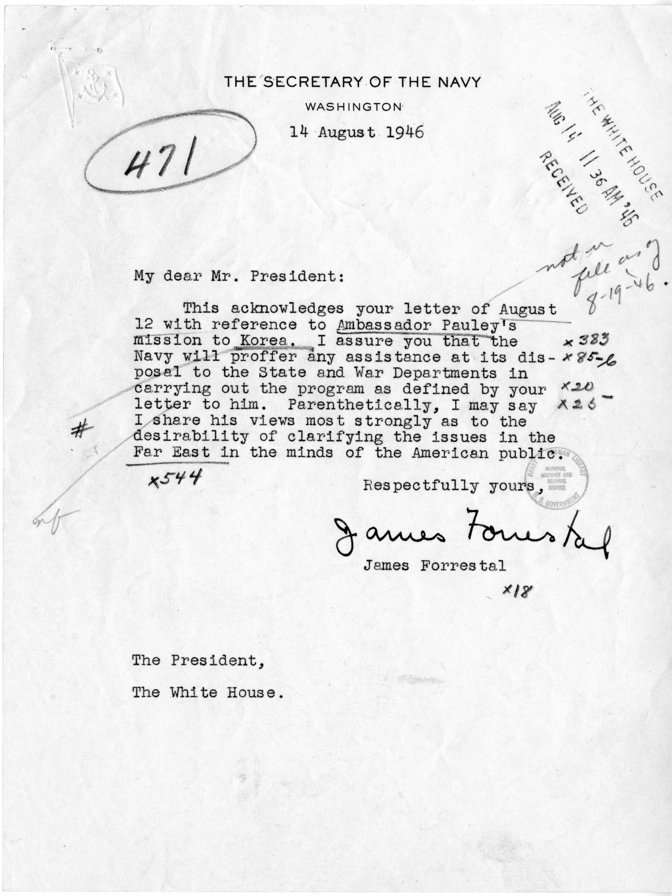 THE SECRETARY OF THE NAVY
WASHINGTON
14 August 1946
471
THE WHITE HOUSE
AUG 14 11 36 AM '46
RECEIVED
not in
file as of
8-19-46.
My dear Mr. President:
This acknowledges your letter of August
12 with reference to Ambassador Pauley's
mission to Korea. I assure you that the
x383
Navy will proffer any assistance at its dis-
x85-6
posal to the State and War Departments in
carrying out the program as defined by your
x20
letter to him. Parenthetically, I may say
x25
I share his views most strongly as to the
#
desirability of clarifying the issues in the
Far East in the minds of the American public.
x544
Respectfully yours,
James Forrestal
James Forrestal
x18
The President,
The White House.